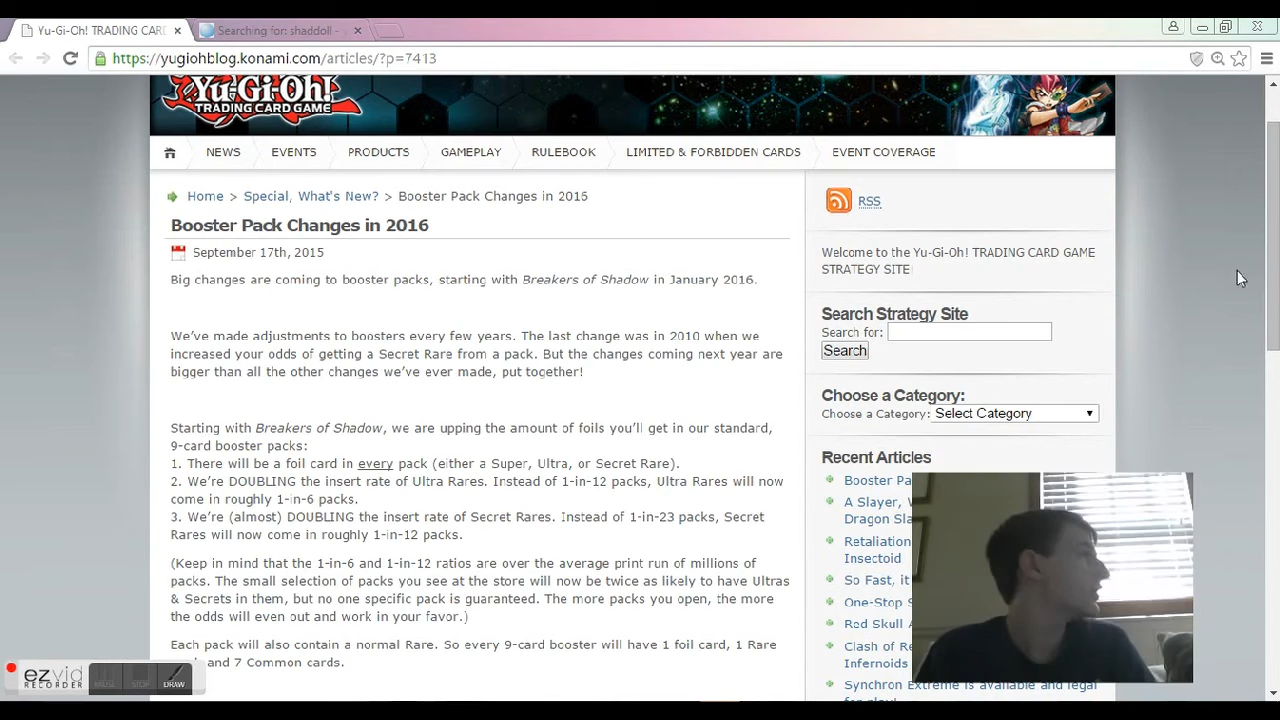 Yu-Gi-Oh! TRADING CAR
Searching for: shaddoll -
https://yugiohblog.konami.com/articles/?p=7413
Yu-Gi-Oh!
TRADING CARD GAME
NEWS
EVENTS
PRODUCTS
GAMEPLAY
RULEBOOK
LIMITED & FORBIDDEN CARDS
EVENT COVERAGE
Home > Special, What's New? > Booster Pack Changes in 2016
Booster Pack Changes in 2016
September 17th, 2015
Big changes are coming to booster packs, starting with Breakers of Shadow in January 2016.
We've made adjustments to boosters every few years. The last change was in 2010 when we
increased your odds of getting a Secret Rare from a pack. But the changes coming next year are
bigger than all the other changes we've ever made, put together!
Starting with Breakers of Shadow, we are upping the amount of foils you'll get in our standard,
9-card booster packs:
1. There will be a foil card in every pack (either a Super, Ultra, or Secret Rare).
2. We're DOUBLING the insert rate of Ultra Rares. Instead of 1-in-12 packs, Ultra Rares will now
come in roughly 1-in-6 packs.
3. We're (almost) DOUBLING the insert rate of Secret Rares. Instead of 1-in-23 packs, Secret
Rares will now come in roughly 1-in-12 packs.
(Keep in mind that the 1-in-6 and 1-in-12 ratios are over the average print run of millions of
packs. The small selection of packs you see at the store will now be twice as likely to have Ultras
& Secrets in them, but no one specific pack is guaranteed. The more packs you open, the more
the odds will even out and work in your favor.)
Each pack will also contain a normal Rare. So every 9-card booster will have 1 foil card, 1 Rare
and 7 Common cards.
RSS
Welcome to the Yu-Gi-Oh! TRADING CARD GAME
STRATEGY SITE!
Search Strategy Site
Search for:
Search
Choose a Category:
Choose a Category: Select Category
Recent Articles
Booster Pa
A Slayer,
Dragon Sla
Retaliation
Insectoid
So Fast, it
One-Stop S
Red Skull A
Clash of R
Infernoids
Synchron Extreme is available and legal
for play!
ezvid
RECORDER
PAUSE
STOP
DRAW